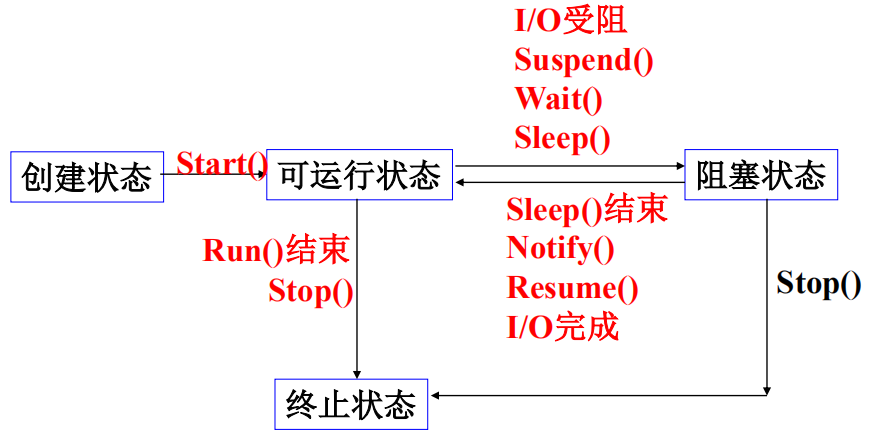 I/O受阻
Suspend()
Wait()
Sleep()
创建状态
Start()
可运行状态
阻塞状态
Sleep()结束
Notify()
Resume()
I/O完成
Run()结束
Stop()
Stop()
终止状态